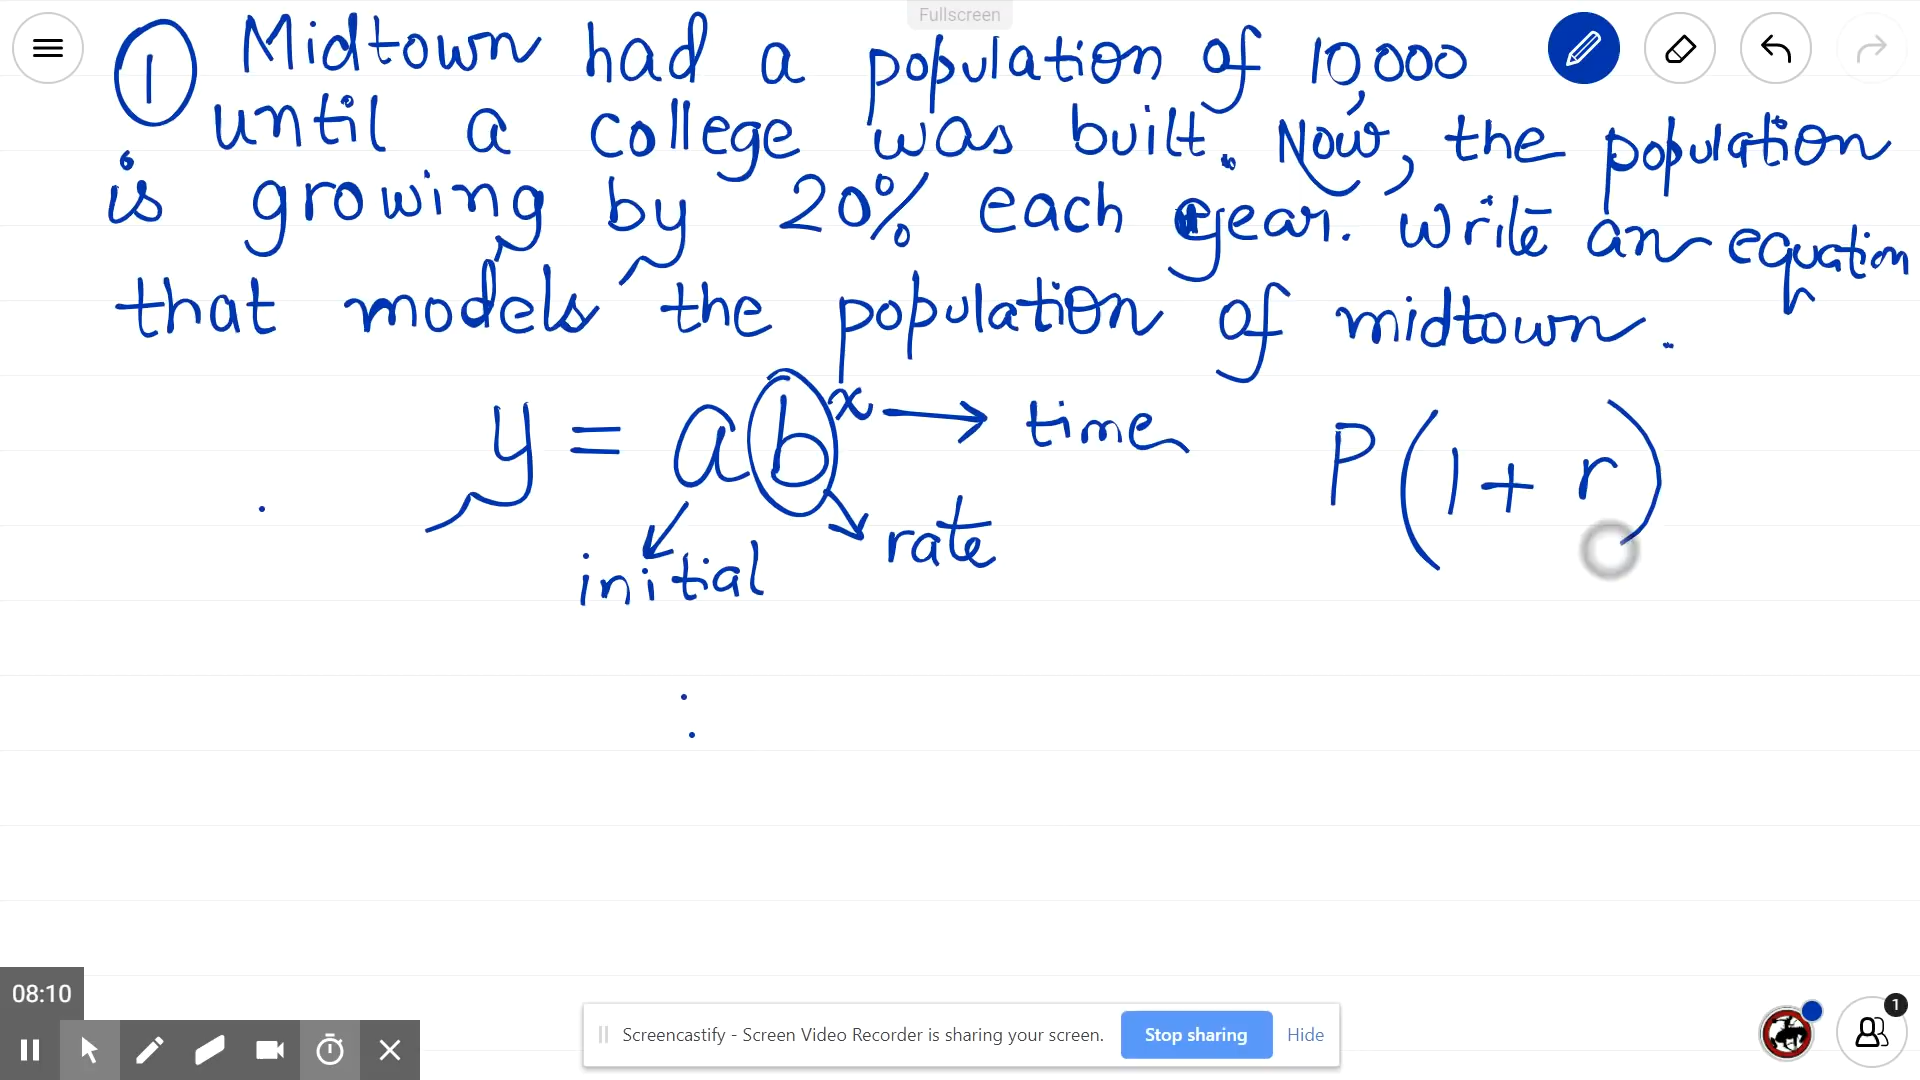 Fullscreen
① Midtown had a population of 10,000
until a college was built. Now, the population
is growing by 20% each year. Write an equation
that models the population of midtown.
y = ab^x → time
P(1 + r)
initial
rate
08:10
Screencastify - Screen Video Recorder is sharing your screen.
Stop sharing
Hide
1